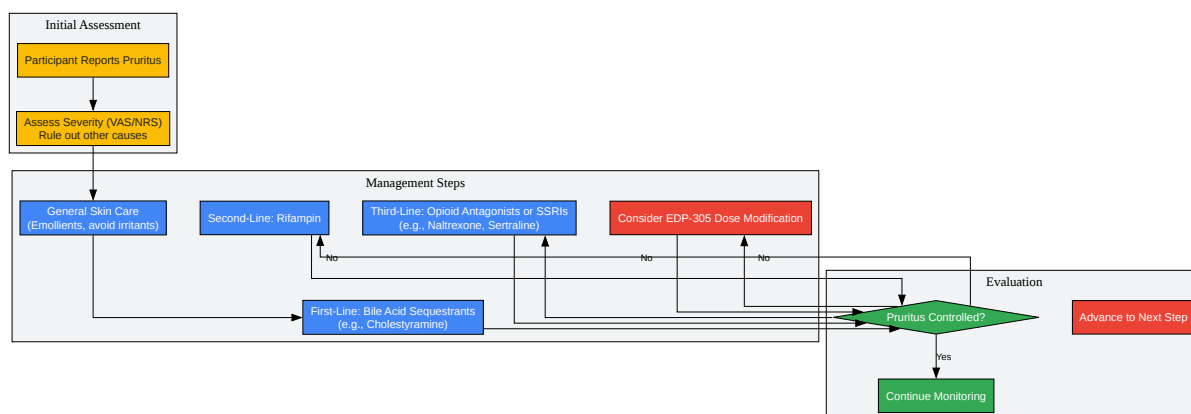 Initial Assessment
Participant Reports Pruritus
Assess Severity (VAS/NRS)
Rule out other causes
Management Steps
General Skin Care
(Emollients, avoid irritants)
Second-Line: Rifampin
Third-Line: Opioid Antagonists or SSRIs
(e.g., Naltrexone, Sertraline)
Consider EDP-305 Dose Modification
No
No
No
First-Line: Bile Acid Sequestrants
(e.g., Cholestyramine)
Evaluation
Pruritus Controlled?
Advance to Next Step
Yes
Continue Monitoring